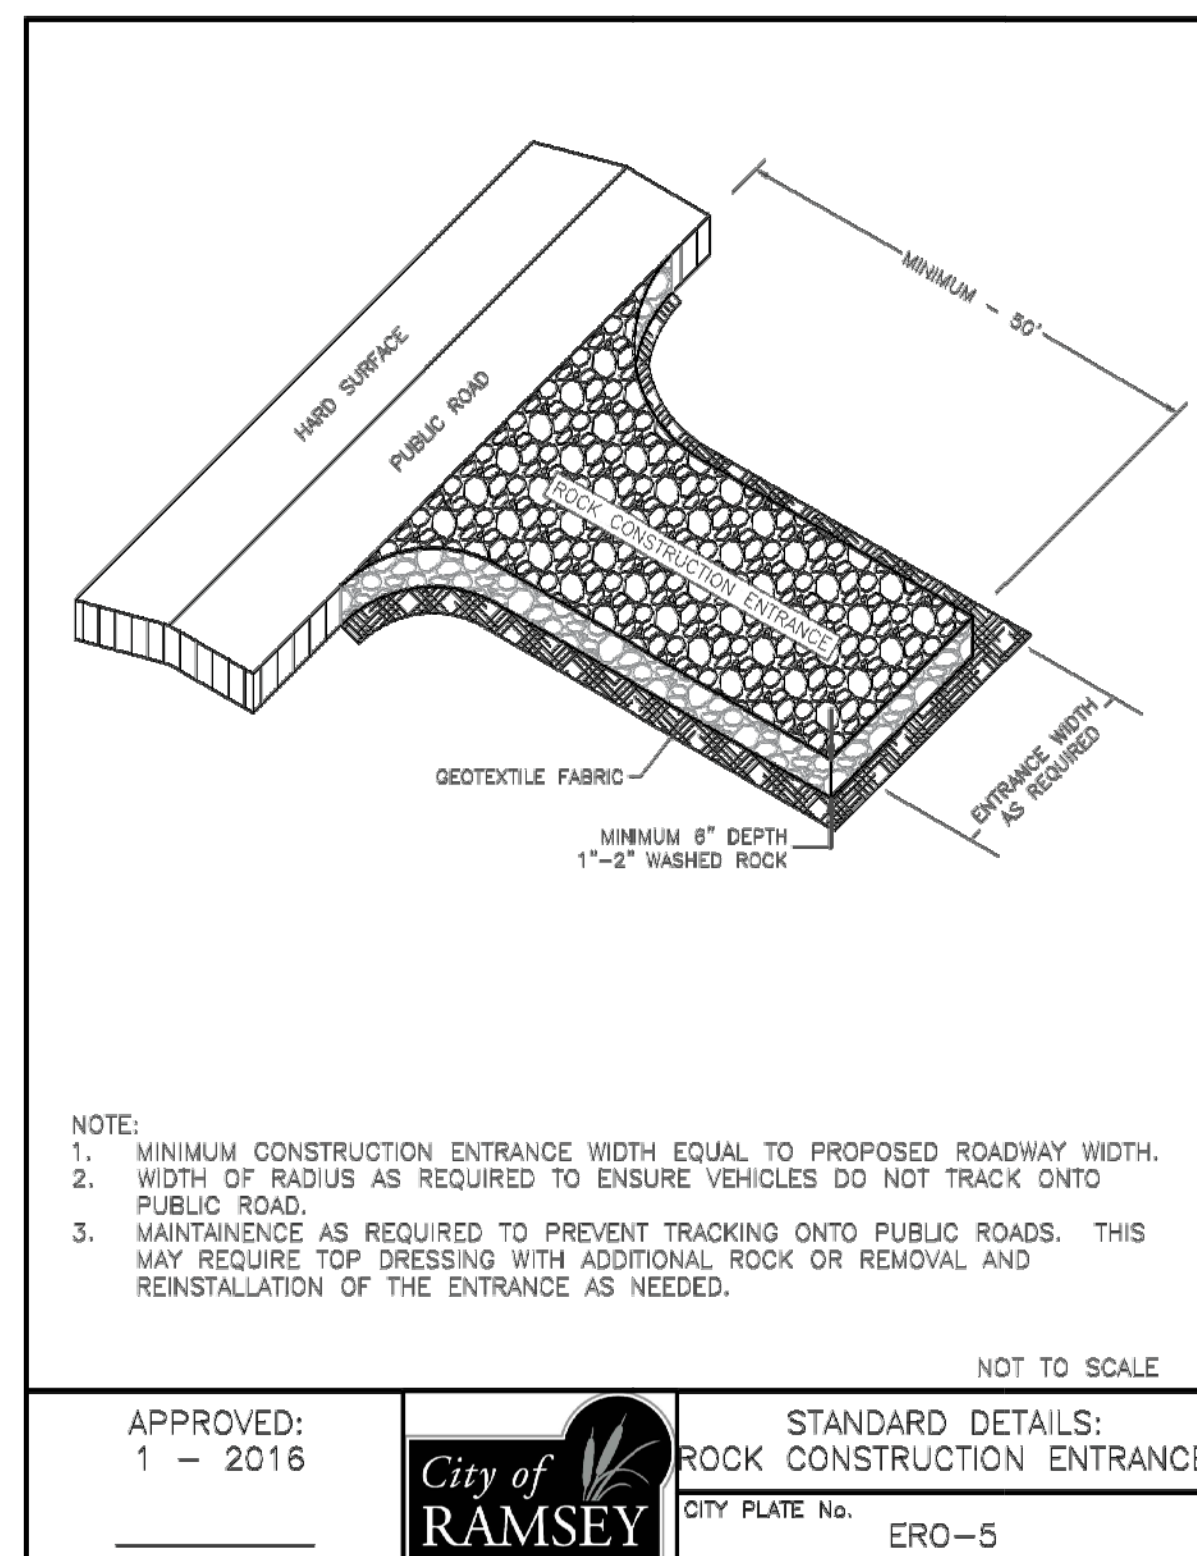 MINIMUM - 50'
HARD SURFACE
PUBLIC ROAD
ROCK CONSTRUCTION ENTRANCE
ENTRANCE WIDTH
AS REQUIRED
GEOTEXTILE FABRIC
MINIMUM 6" DEPTH
1"-2" WASHED ROCK
NOTE:
1. MINIMUM CONSTRUCTION ENTRANCE WIDTH EQUAL TO PROPOSED ROADWAY WIDTH.
2. WIDTH OF RADIUS AS REQUIRED TO ENSURE VEHICLES DO NOT TRACK ONTO
PUBLIC ROAD.
3. MAINTAINENCE AS REQUIRED TO PREVENT TRACKING ONTO PUBLIC ROADS. THIS
MAY REQUIRE TOP DRESSING WITH ADDITIONAL ROCK OR REMOVAL AND
REINSTALLATION OF THE ENTRANCE AS NEEDED.
NOT TO SCALE
APPROVED:
1 - 2016
City of
RAMSEY
STANDARD DETAILS:
ROCK CONSTRUCTION ENTRANCE
CITY PLATE No.
ERO-5